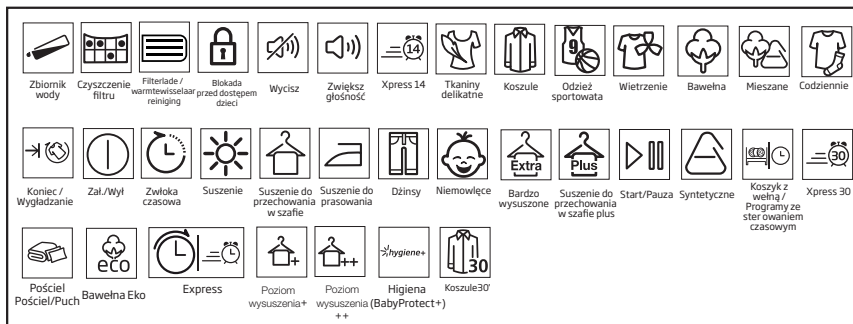 14
9
Zbiornik wody
Czyszczenie filtru
Filterlade / warmtewisselaar reiniging
Blokada przed dostępem dzieci
Wycisz
Zwiększ głośność
Xpress 14
Tkaniny delikatne
Koszule
Odzież sportowata
Wietrzenie
Bawełna
Mieszane
Codziennie
Extra
Plus
30
Koniec / Wygładzanie
Zał./Wył
Zwłoka czasowa
Suszenie
Suszenie do przechowania w szafie
Suszenie do prasowania
Dżinsy
Niemowlęce
Bardzo wysuszone
Suszenie do przechowania w szafie plus
Start/Pauza
Syntetyczne
Koszyk z wełną / Programy ze ster owaniem czasowym
Xpress 30
eco
+
++
hygiene+
30
Pościel Pościel/Puch
Bawełna Eko
Express
Poziom wysuszenia+
Poziom wysuszenia ++
Higiena (BabyProtect+)
Koszule30'